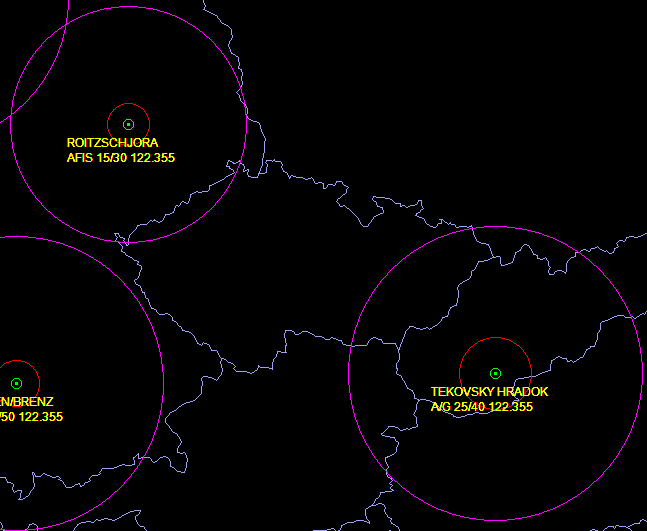 ROITZSCHJORA
AFIS 15/30 122.355
EN/BRENZ
/50 122.355
TEKOVSKY HRADOK
A/G 25/40 122.355